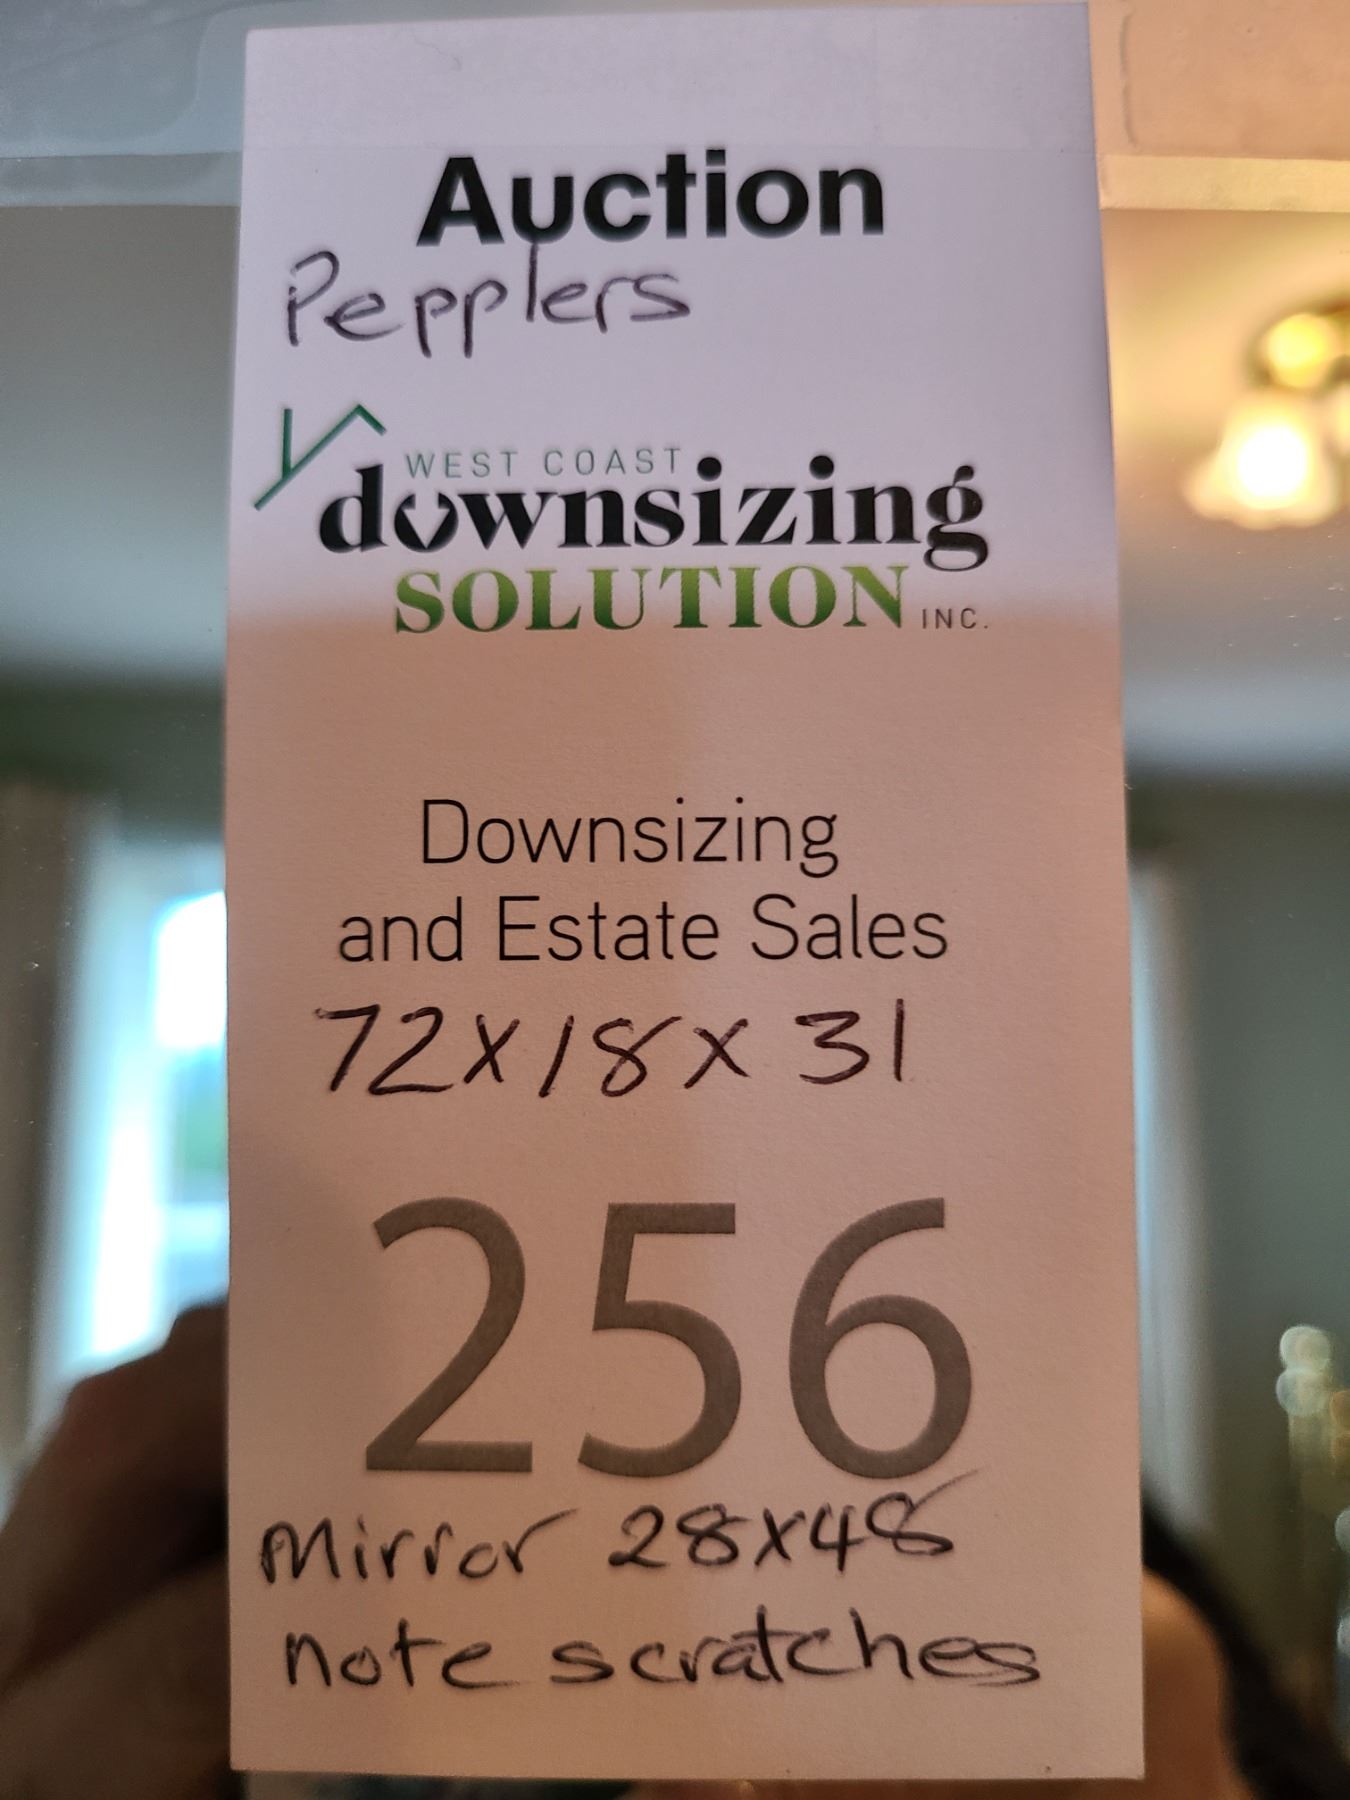 Auction
Pepplers
WEST COAST
downsizing
SOLUTION INC.
Downsizing
and Estate Sales
72x18x31
256
Mirror 28x48
note scratches